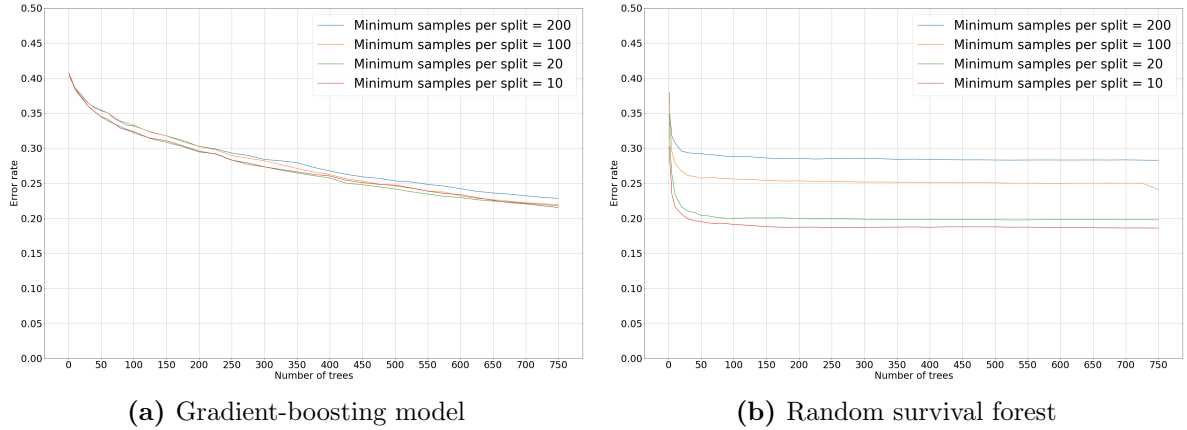 0.50
0.45
0.40
0.35
0.30
0.25
0.20
0.15
0.10
0.05
0.00
Error rate
Minimum samples per split = 200
Minimum samples per split = 100
Minimum samples per split = 20
Minimum samples per split = 10
0 50 100 150 200 250 300 350 400 450 500 550 600 650 700 750
Number of trees
(a) Gradient-boosting model
0.50
0.45
0.40
0.35
0.30
0.25
0.20
0.15
0.10
0.05
0.00
Error rate
Minimum samples per split = 200
Minimum samples per split = 100
Minimum samples per split = 20
Minimum samples per split = 10
0 50 100 150 200 250 300 350 400 450 500 550 600 650 700 750
Number of trees
(b) Random survival forest